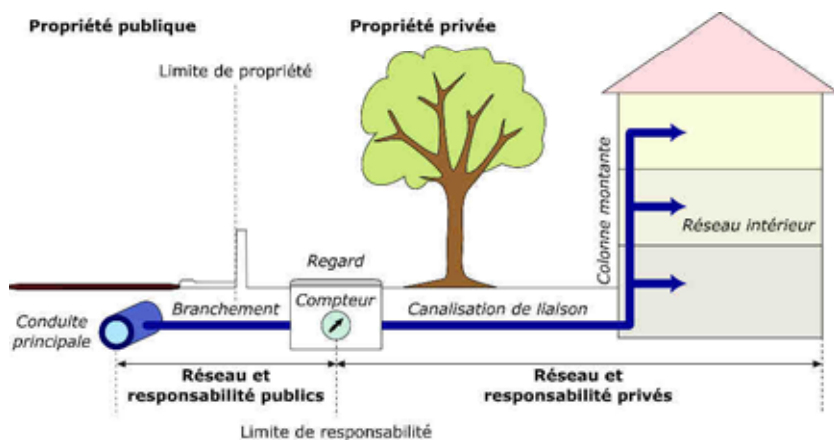 Propriété publique
Propriété privée
Limite de propriété
Colonne montante
Réseau intérieur
Regard
Branchement
Compteur
Canalisation de liaison
Conduite
principale
Réseau et
responsabilité publics
Réseau et
responsabilité privés
Limite de responsabilité